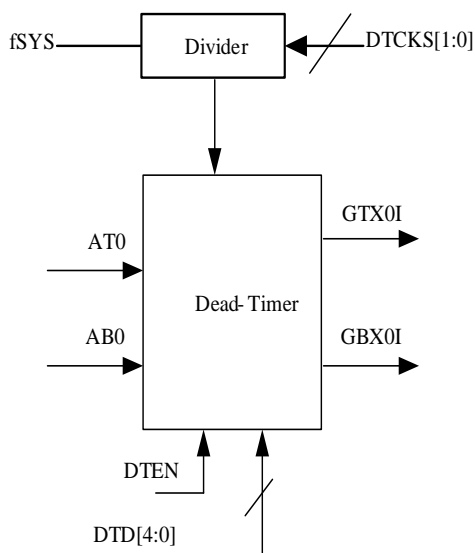 fSYS
Divider
DTCKS[1:0]
GTX0I
AT0
Dead-Timer
AB0
GBX0I
DTEN
DTD[4:0]